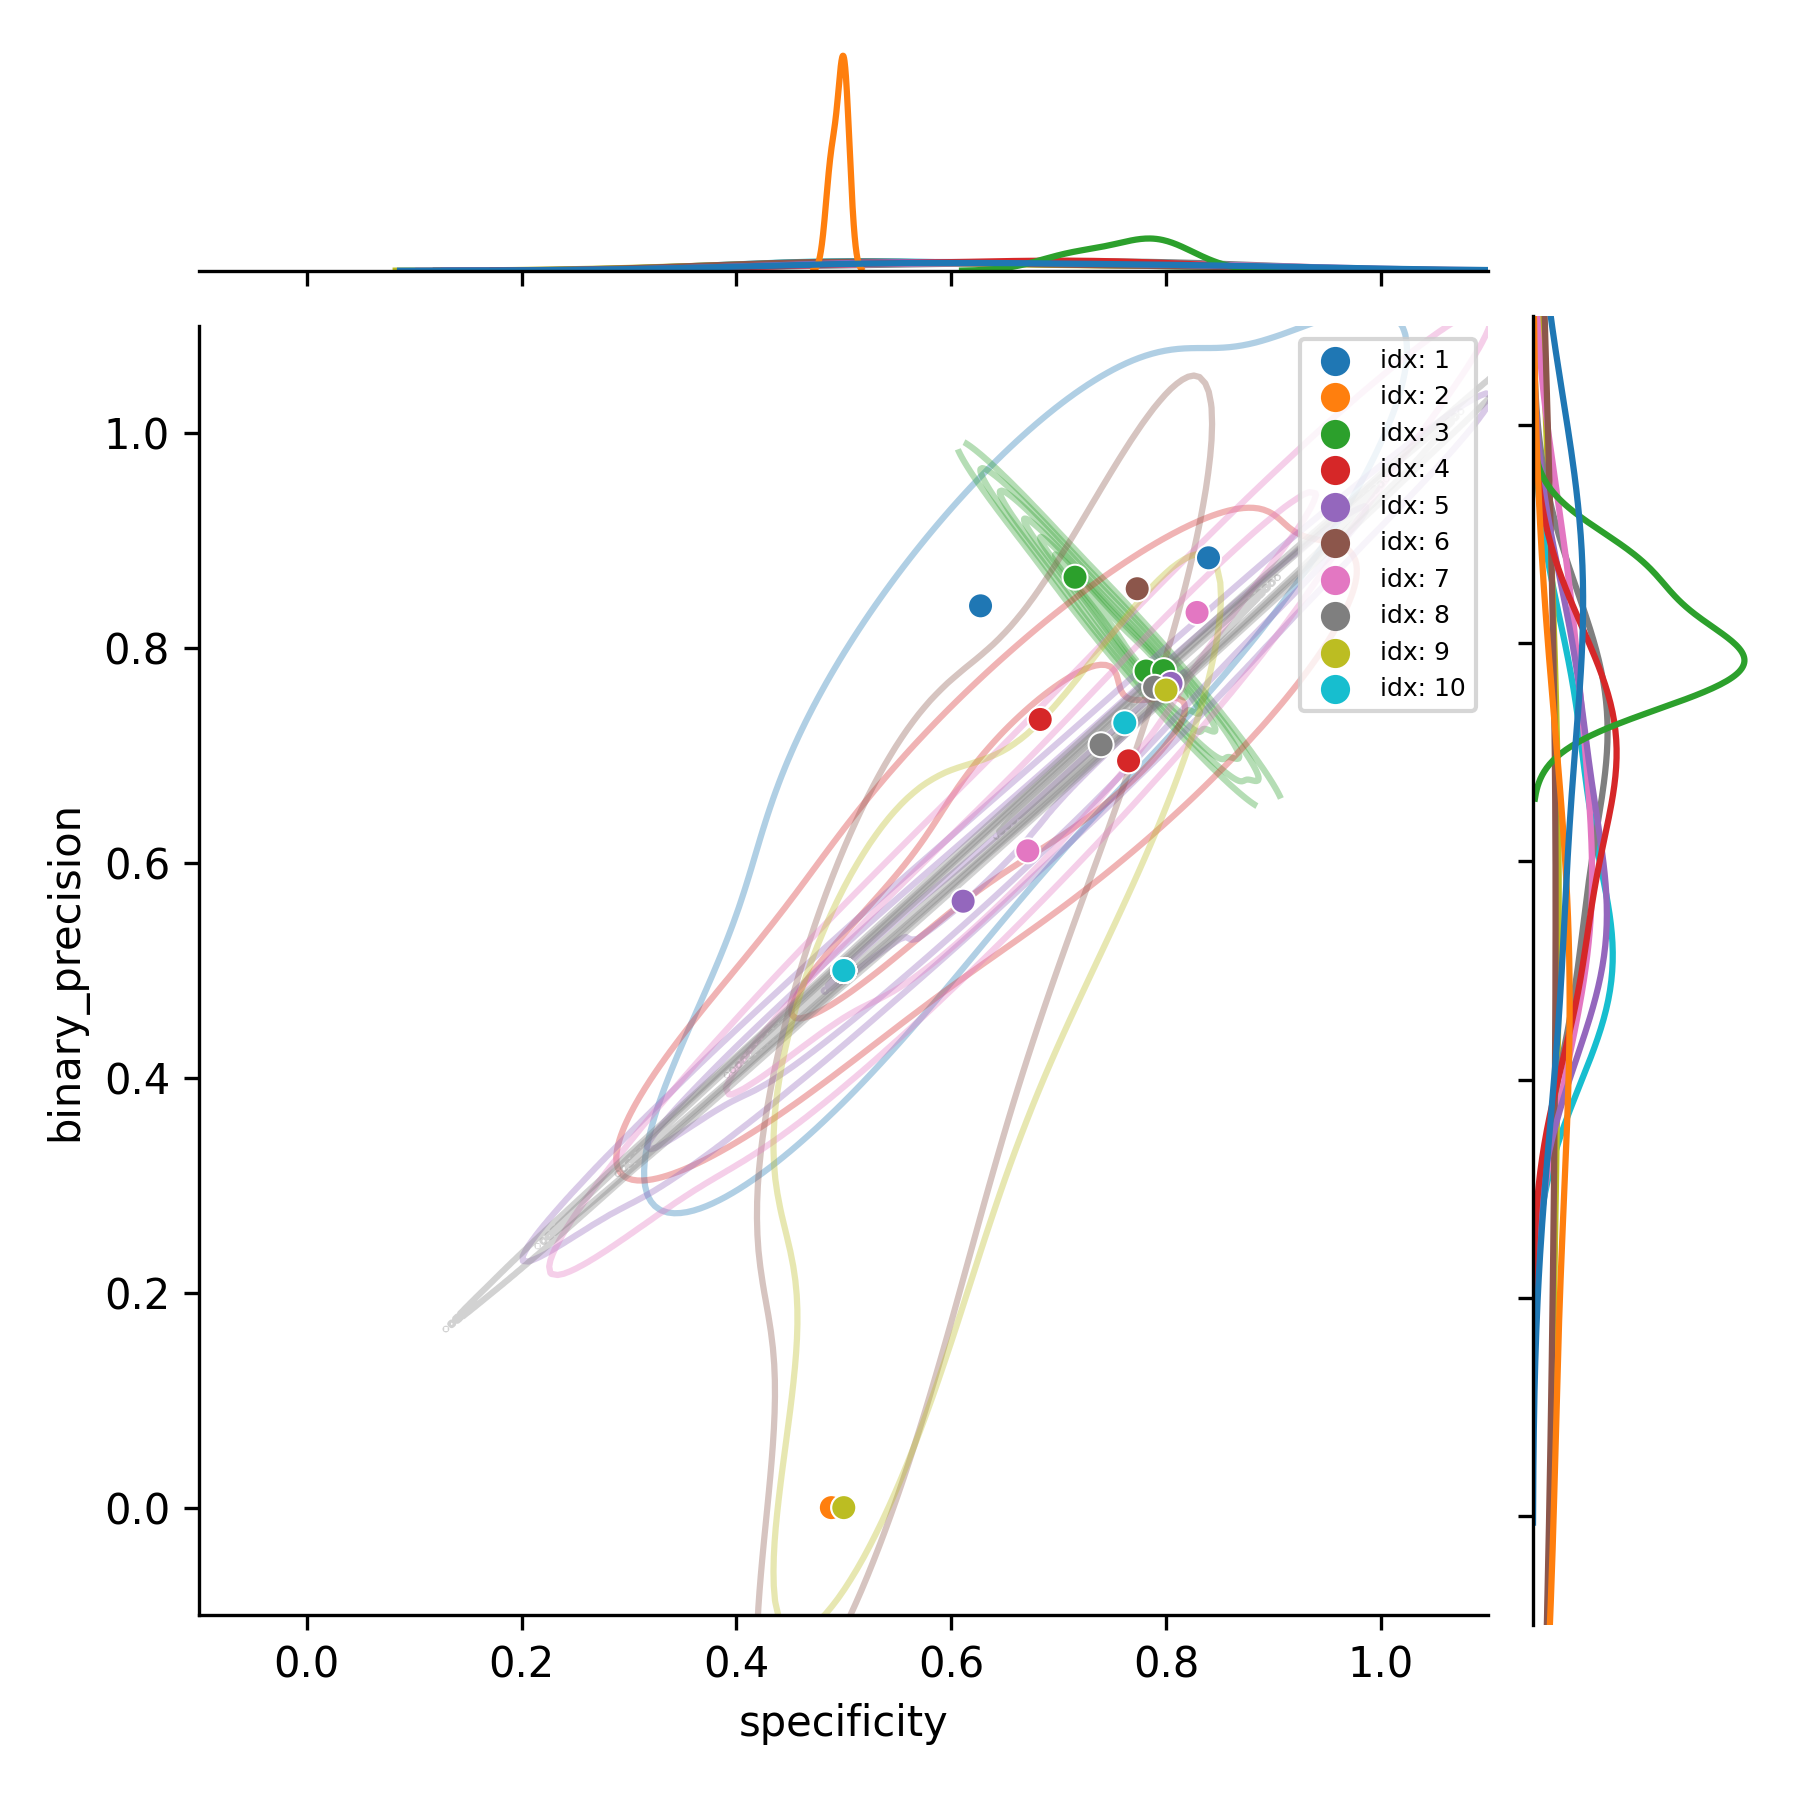 idx: 1
idx: 2
idx: 3
idx: 4
idx: 5
idx: 6
idx: 7
idx: 8
idx: 9
idx: 10
1.0
0.8
0.6
0.4
0.2
0.0
binary_precision
0.0 0.2 0.4 0.6 0.8 1.0
specificity